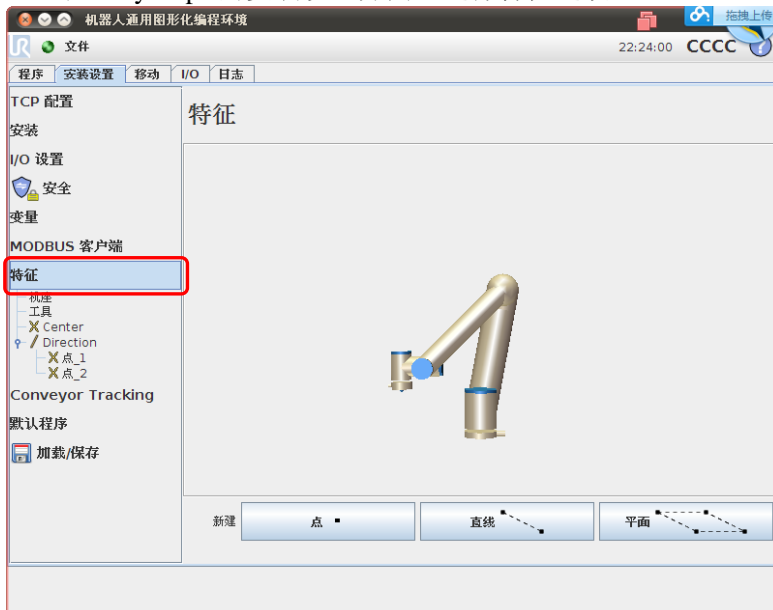 机器人通用图形化编程环境
拖拽上传
文件
22:24:00 CCCC
程序 安装设置 移动 I/O 日志
TCP 配置
特征
安装
I/O 设置
安全
变量
MODBUS 客户端
特征
机座
工具
Center
Direction
点_1
点_2
Conveyor Tracking
默认程序
加载/保存
新建 点 直线 平面